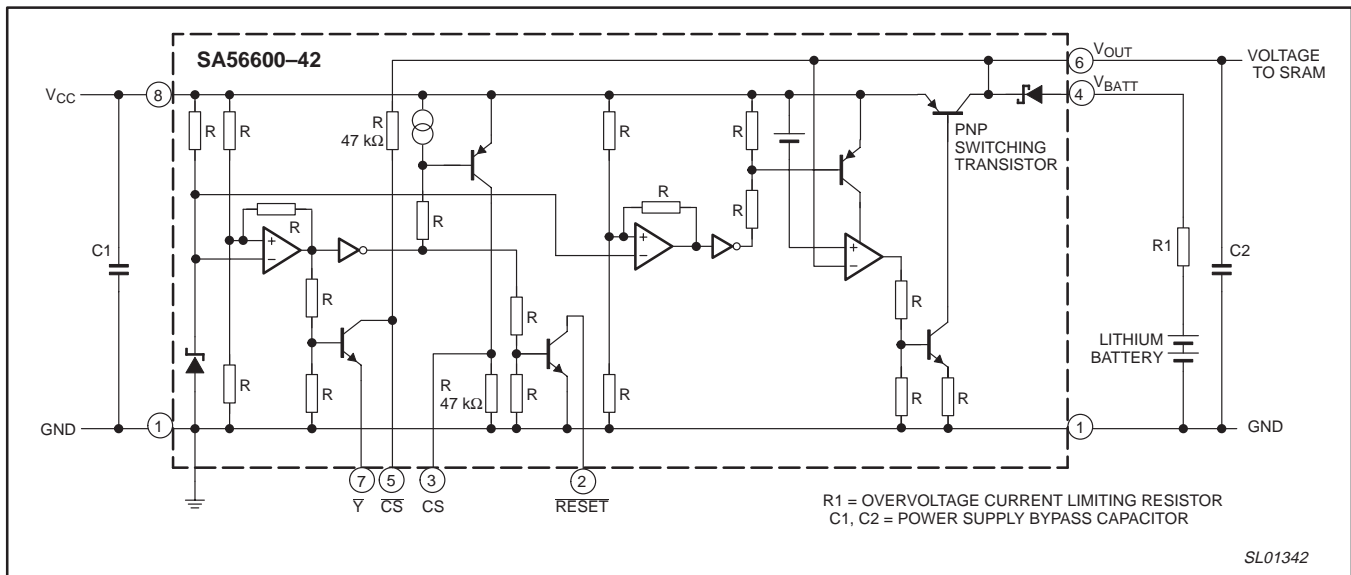 SA56600–42
VCC
8
6
VOUT
VOLTAGE
TO SRAM
4
VBATT
R
R
R
47 kΩ
R
R
PNP
SWITCHING
TRANSISTOR
R
R
R
R
R
C1
R1
C2
R
R
R
LITHIUM
BATTERY
R
R
R
47 kΩ
R
R
R
R
GND
1
1
GND
7
5
3
2
Y
CS
CS
RESET
R1 = OVERVOLTAGE CURRENT LIMITING RESISTOR
C1, C2 = POWER SUPPLY BYPASS CAPACITOR
SL01342